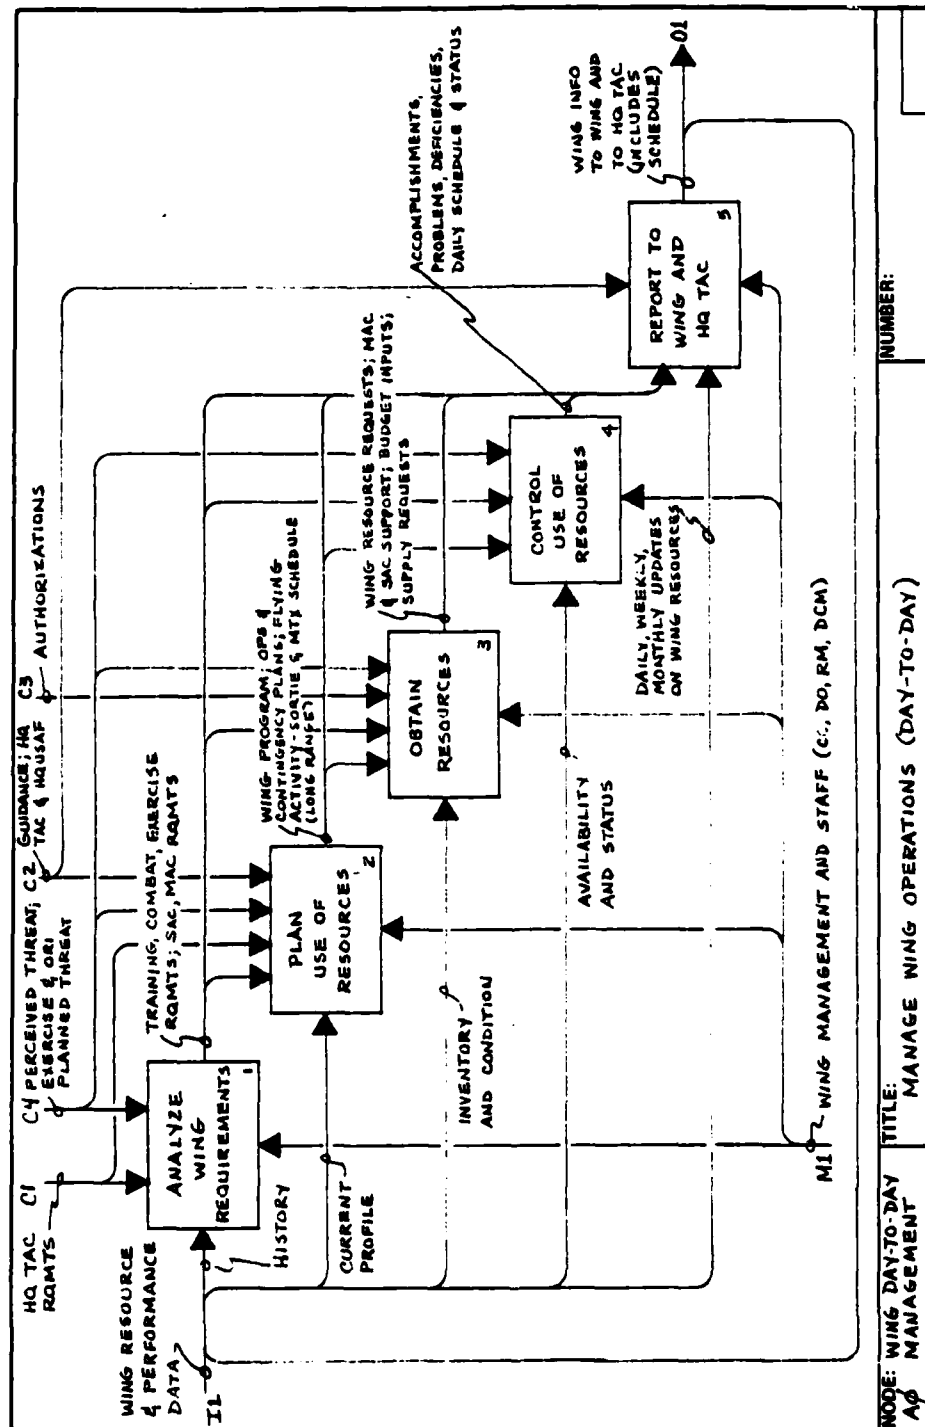 HQ TAC
RQMTS
C1
C4
PERCEIVED THREAT;
EXERCISE & ORI
PLANNED THREAT
C2
GUIDANCE; HQ
TAC & HQUSAF
C3
AUTHORIZATIONS
WING RESOURCE
& PERFORMANCE
DATA
I1
HISTORY
ANALYZE
WING
REQUIREMENTS
1
TRAINING, COMBAT, EXERCISE
RQMTS; SAC, MAC RQMTS
CURRENT
PROFILE
PLAN
USE OF
RESOURCES
2
WING PROGRAM; OPS &
CONTINGENCY PLANS; FLYING
ACTIVITY-SORTIE & MTX SCHEDULE
(LONG RANGE)
INVENTORY
AND CONDITION
OBTAIN
RESOURCES
3
WING RESOURCE REQUESTS; MAC
& SAC SUPPORT; BUDGET INPUTS;
SUPPLY REQUESTS
AVAILABILITY
AND STATUS
CONTROL
USE OF
RESOURCES
4
ACCOMPLISHMENTS,
PROBLEMS, DEFICIENCIES,
DAILY SCHEDULE & STATUS
DAILY, WEEKLY,
MONTHLY UPDATES
ON WING RESOURCES
REPORT TO
WING AND
HQ TAC
5
WING INFO
TO WING AND
TO HQ TAC
(INCLUDES
SCHEDULE)
O1
M1
WING MANAGEMENT AND STAFF (CC, DO, RM, DCM)
NODE: WING DAY-TO-DAY
AØ MANAGEMENT
TITLE:
MANAGE WING OPERATIONS (DAY-TO-DAY)
NUMBER: